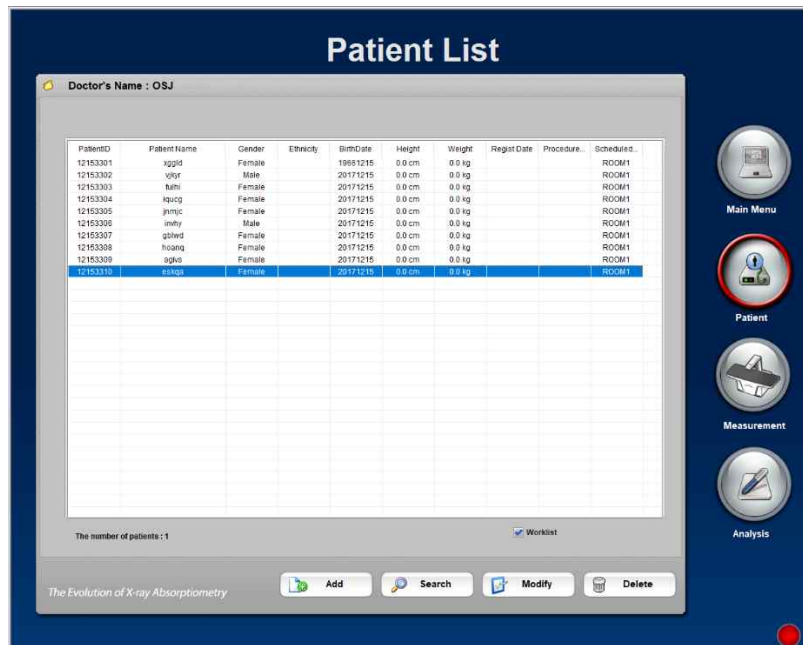 Patient List
Doctor's Name : OSJ
PatientID Patient Name Gender Ethnicity BirthDate Height Weight Regist Date Procedure... Scheduled...
12153301 xggld Female 19661215 0.0 cm 0.0 kg ROOM1
12153302 vjkyr Male 20171215 0.0 cm 0.0 kg ROOM1
12153303 fulhi Female 20171215 0.0 cm 0.0 kg ROOM1
12153304 iqucg Female 20171215 0.0 cm 0.0 kg ROOM1
12153305 jnmjc Female 20171215 0.0 cm 0.0 kg ROOM1
12153306 invhy Male 20171215 0.0 cm 0.0 kg ROOM1
12153307 gblwd Female 20171215 0.0 cm 0.0 kg ROOM1
12153308 hoanq Female 20171215 0.0 cm 0.0 kg ROOM1
12153309 agivs Female 20171215 0.0 cm 0.0 kg ROOM1
12153310 eskqa Female 20171215 0.0 cm 0.0 kg ROOM1
Main Menu
Patient
Measurement
Analysis
The number of patients : 1 Worklist
The Evolution of X-ray Absorptiometry
Add Search Modify Delete